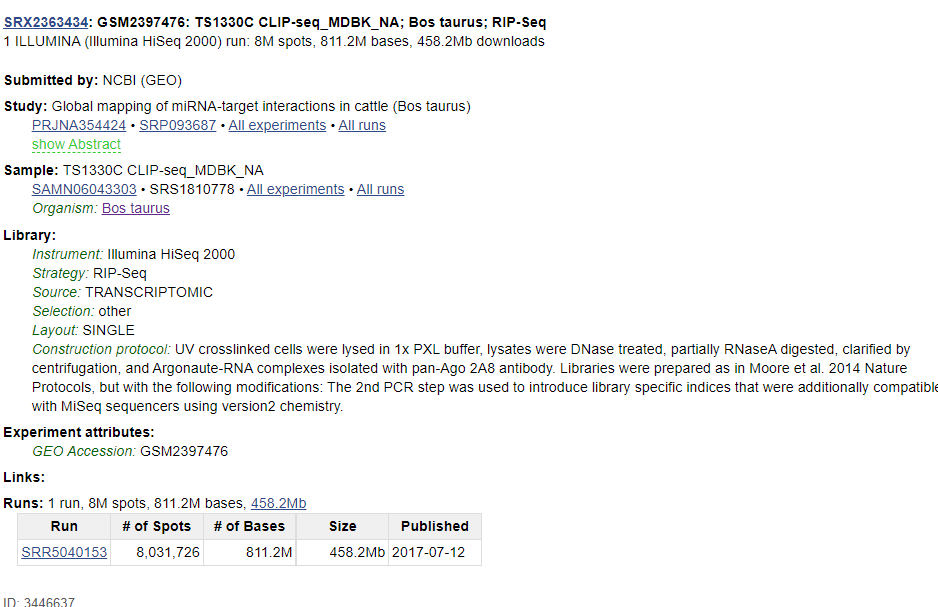 SRX2363434: GSM2397476: TS1330C CLIP-seq_MDBK_NA; Bos taurus; RIP-Seq
1 ILLUMINA (Illumina HiSeq 2000) run: 8M spots, 811.2M bases, 458.2Mb downloads
Submitted by: NCBI (GEO)
Study: Global mapping of miRNA-target interactions in cattle (Bos taurus)
PRJNA354424 • SRP093687 • All experiments • All runs
show Abstract
Sample: TS1330C CLIP-seq_MDBK_NA
SAMN06043303 • SRS1810778 • All experiments • All runs
Organism: Bos taurus
Library:
Instrument: Illumina HiSeq 2000
Strategy: RIP-Seq
Source: TRANSCRIPTOMIC
Selection: other
Layout: SINGLE
Construction protocol: UV crosslinked cells were lysed in 1x PXL buffer, lysates were DNase treated, partially RNaseA digested, clarified by
centrifugation, and Argonaute-RNA complexes isolated with pan-Ago 2A8 antibody. Libraries were prepared as in Moore et al. 2014 Nature
Protocols, but with the following modifications: The 2nd PCR step was used to introduce library specific indices that were additionally compatible
with MiSeq sequencers using version2 chemistry.
Experiment attributes:
GEO Accession: GSM2397476
Links:
Runs: 1 run, 8M spots, 811.2M bases, 458.2Mb
Run # of Spots # of Bases Size Published
SRR5040153 8,031,726 811.2M 458.2Mb 2017-07-12
ID: 3446637